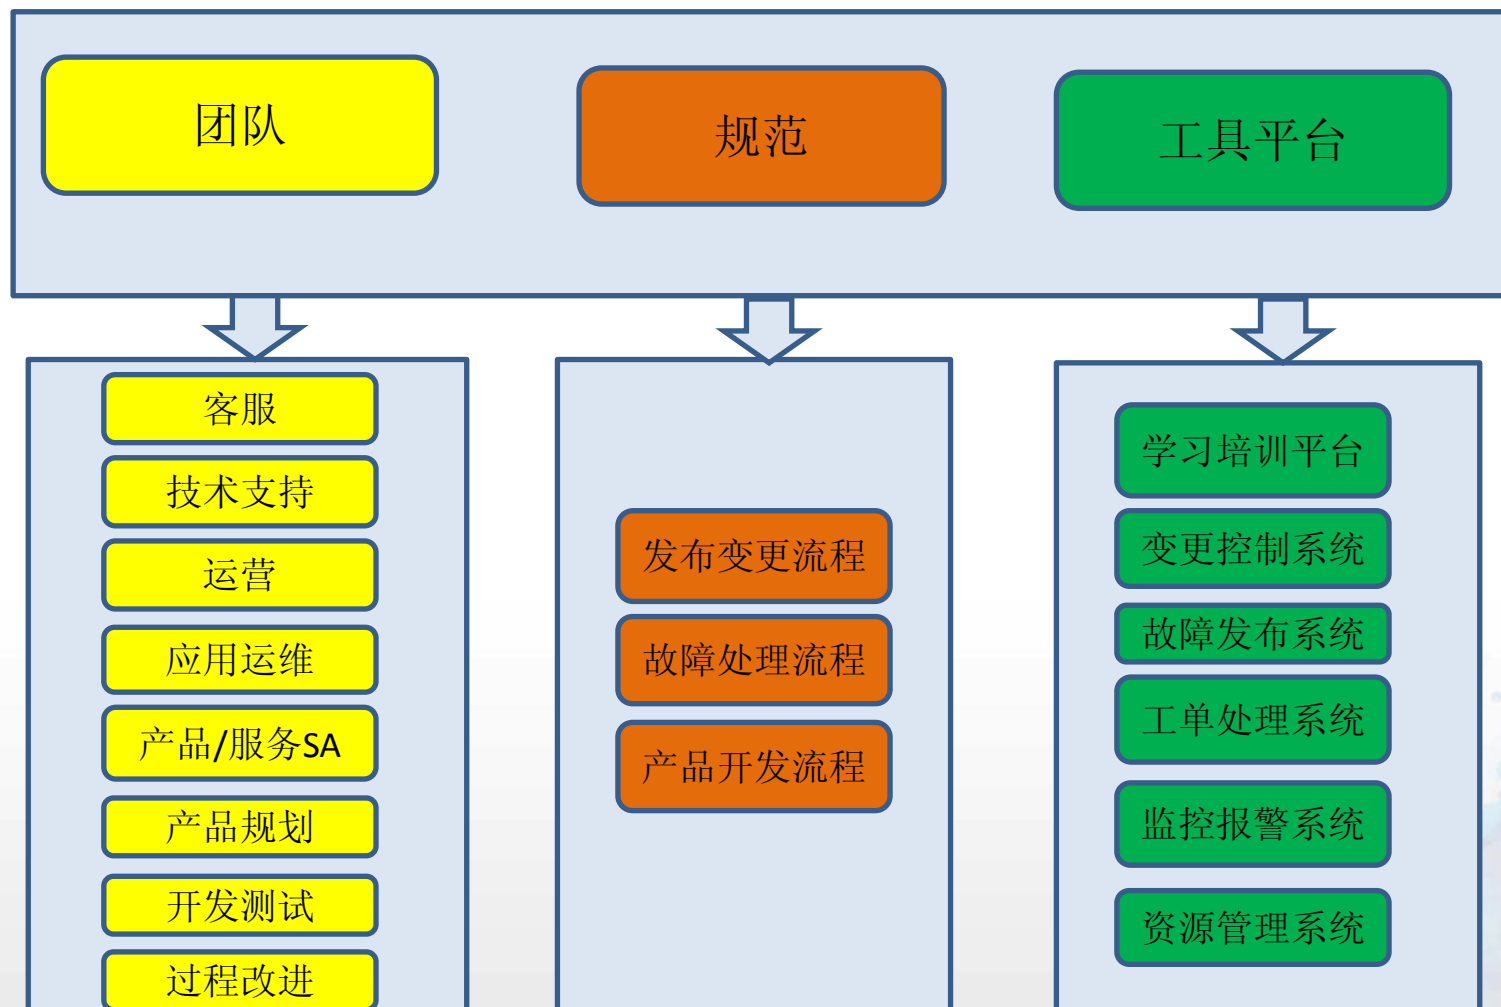 团队
规范
工具平台
客服
技术支持
运营
应用运维
产品/服务SA
产品规划
开发测试
过程改进
发布变更流程
故障处理流程
产品开发流程
学习培训平台
变更控制系统
故障发布系统
工单处理系统
监控报警系统
资源管理系统